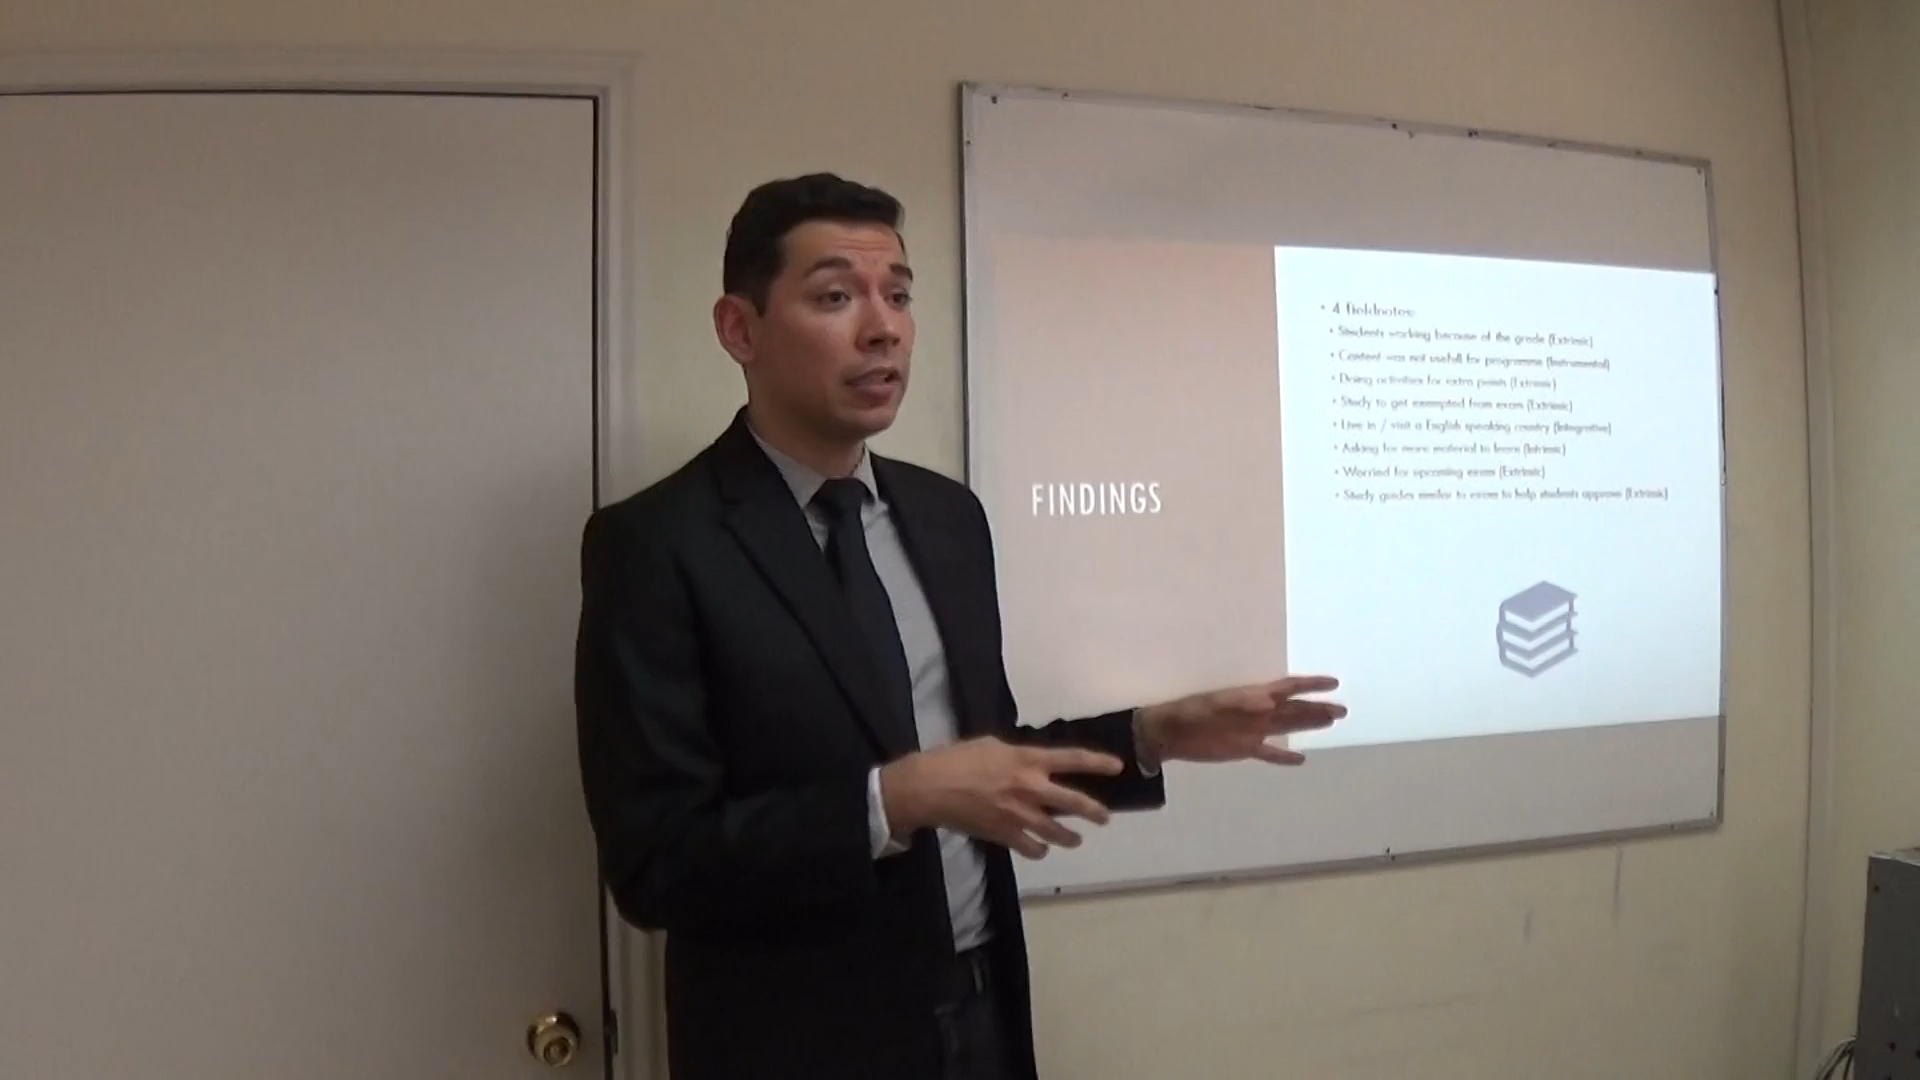 FINDINGS
• 4 fieldnotes:
• Students working because of the grade (Extrinsic)
• Content was not usefull for programme (Instrumental)
• Doing activities for extra points (Extrinsic)
• Study to get exempted from exam (Extrinsic)
• Live in / visit a English speaking country (Integrative)
• Asking for more material to learn (Intrinsic)
• Worried for upcoming exam (Extrinsic)
• Study guides similar to exam to help students approve (Extrinsic)